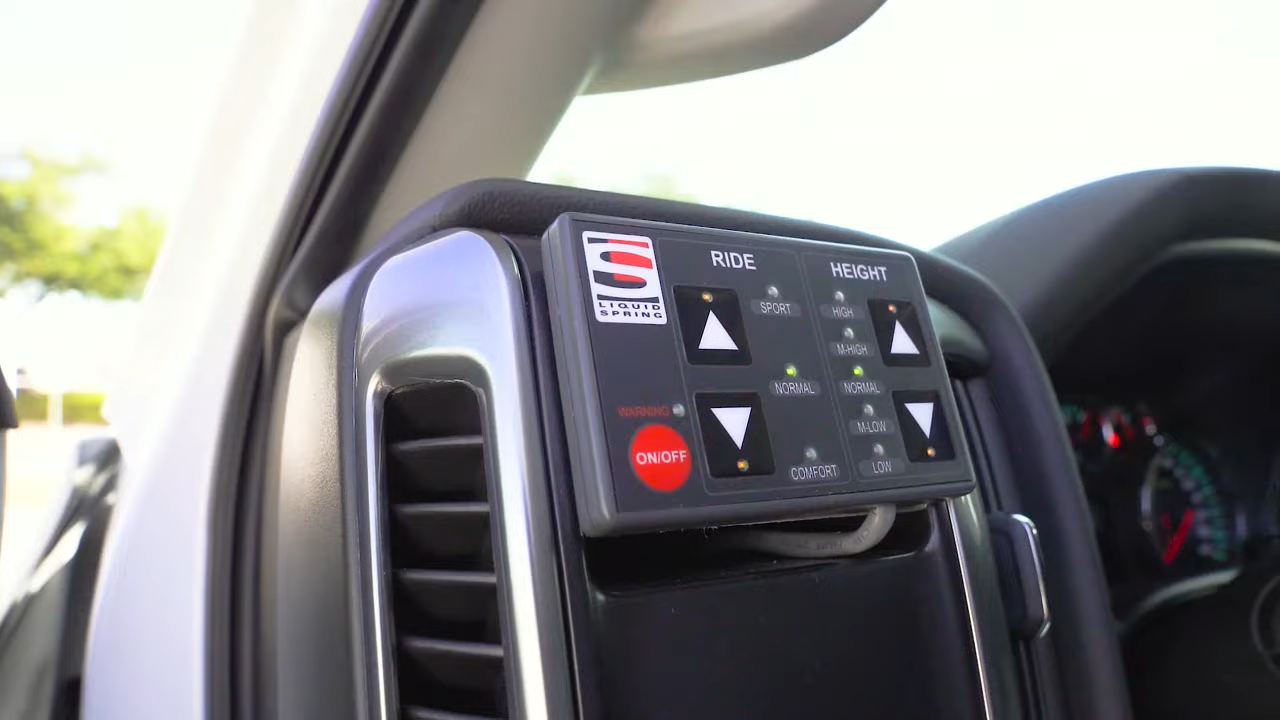 LIQUID
SPRING
RIDE
SPORT
NORMAL
COMFORT
WARNING
ON/OFF
HEIGHT
HIGH
M-HIGH
NORMAL
M-LOW
LOW